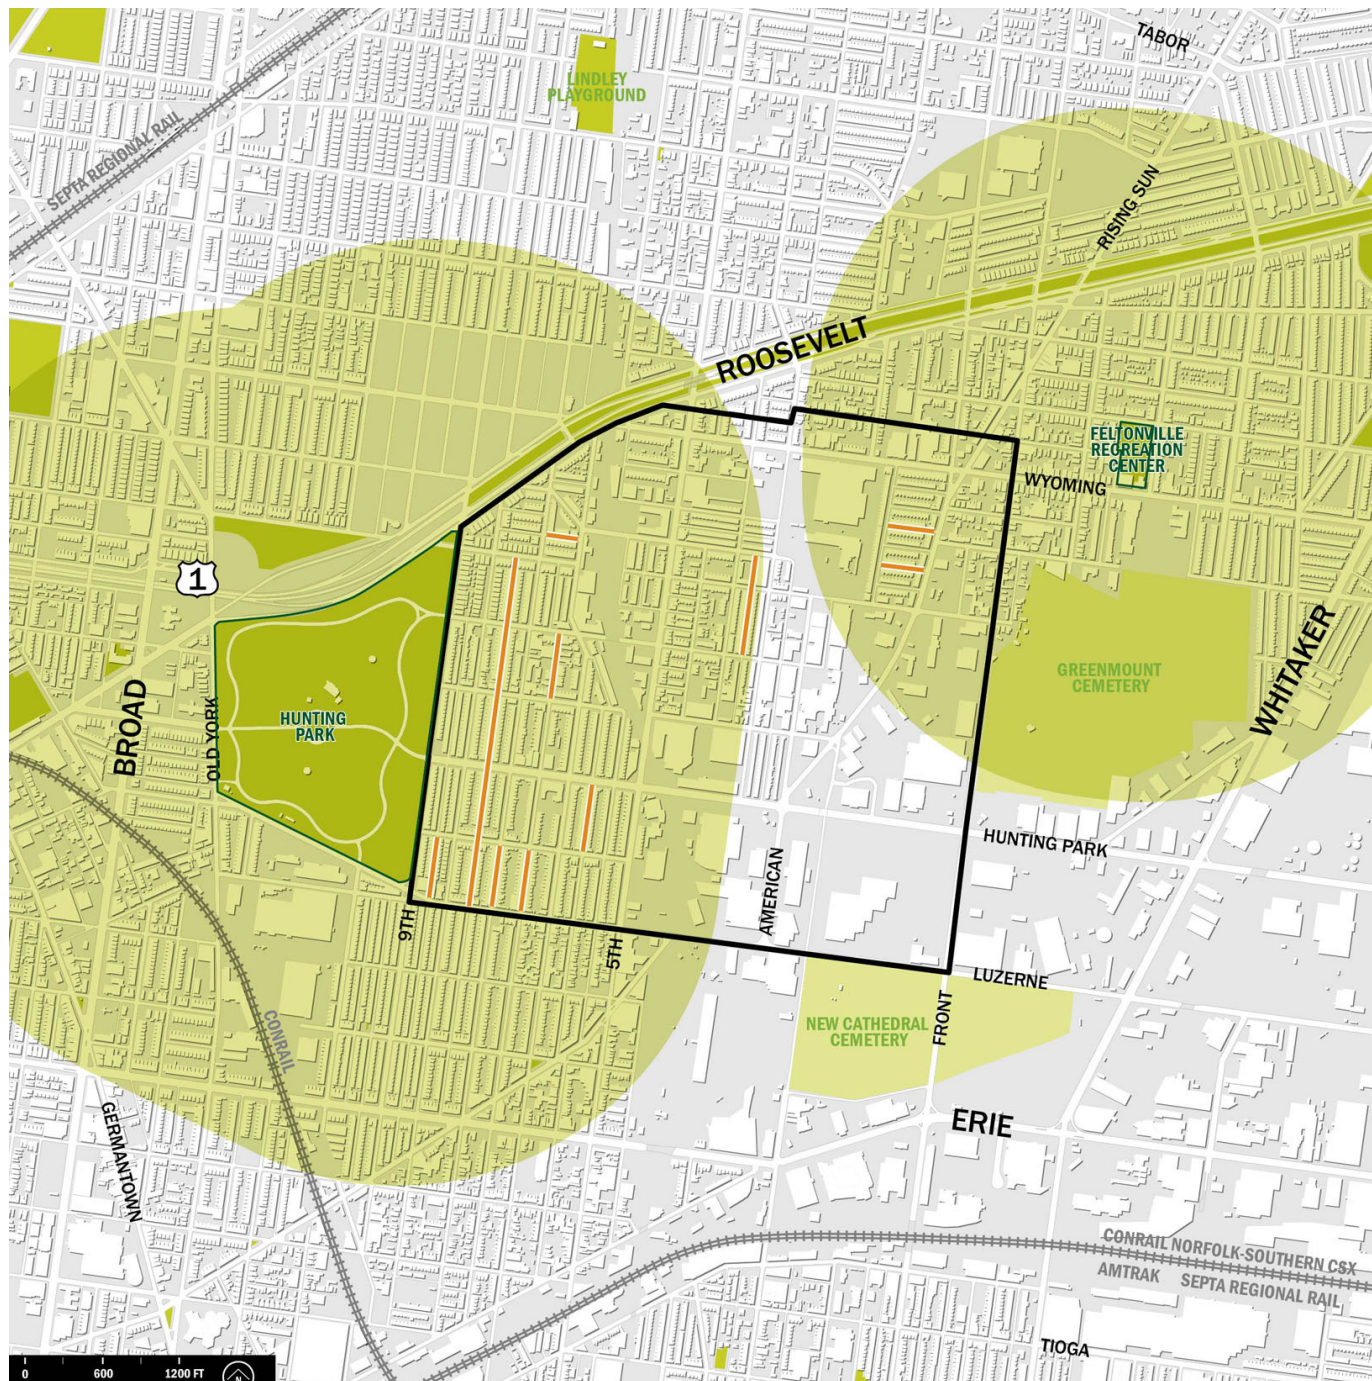 TABOR
LINDLEY
PLAYGROUND
SEPTA REGIONAL RAIL
RISING SUN
ROOSEVELT
FELTONVILLE
RECREATION
CENTER
WYOMING
1
GREENMOUNT
CEMETERY
WHITAKER
BROAD
OLD YORK
HUNTING
PARK
HUNTING PARK
AMERICAN
9TH
5TH
LUZERNE
FRONT
NEW CATHEDRAL
CEMETERY
CONRAIL
ERIE
GERMANTOWN
CONRAIL NORFOLK-SOUTHERN CSX
AMTRAK SEPTA REGIONAL RAIL
TIOGA
0 600 1200 FT
N